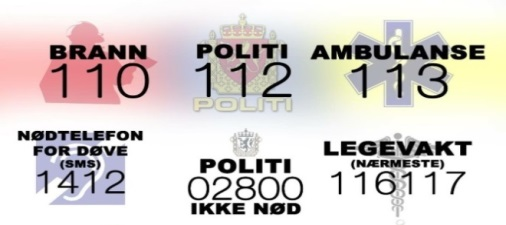 BRANN
110
POLITI
112
POLITI
AMBULANSE
113
NØDTELEFON
FOR DØVE
(SMS)
1412
POLITI
02800
IKKE NØD
LEGEVAKT
(NÆRMESTE)
116117